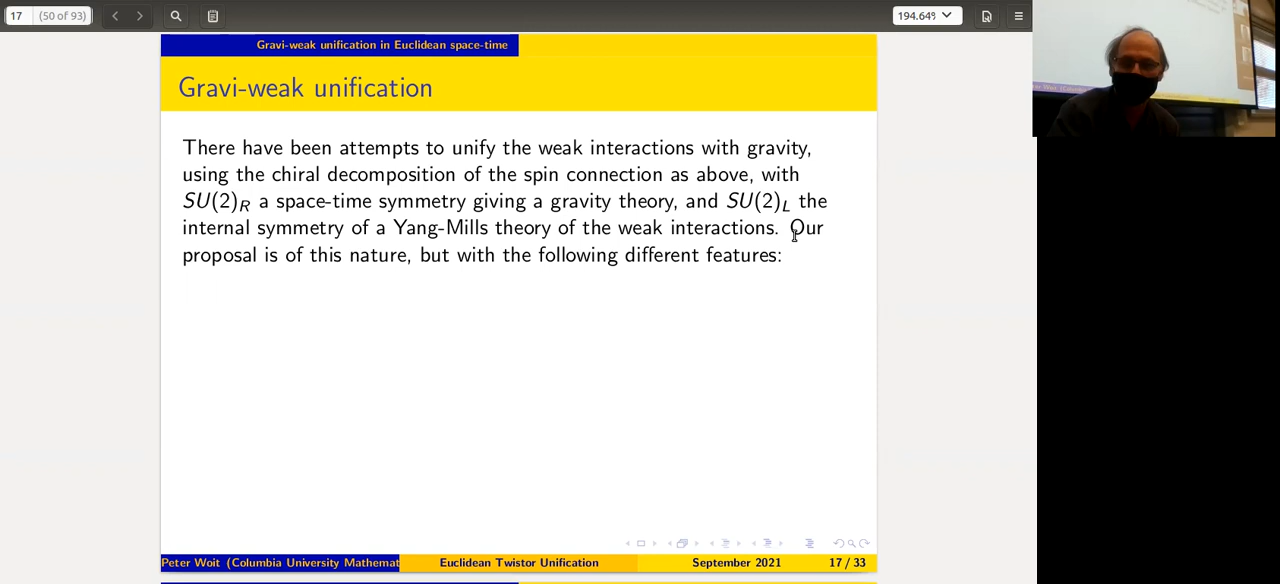 17 (50 of 93)
194.64%
Gravi-weak unification in Euclidean space-time
Gravi-weak unification
There have been attempts to unify the weak interactions with gravity,
using the chiral decomposition of the spin connection as above, with
SU(2)R a space-time symmetry giving a gravity theory, and SU(2)L the
internal symmetry of a Yang-Mills theory of the weak interactions. Our
proposal is of this nature, but with the following different features:
Peter Woit (Columbia University Mathemat
Euclidean Twistor Unification
September 2021
17 / 33